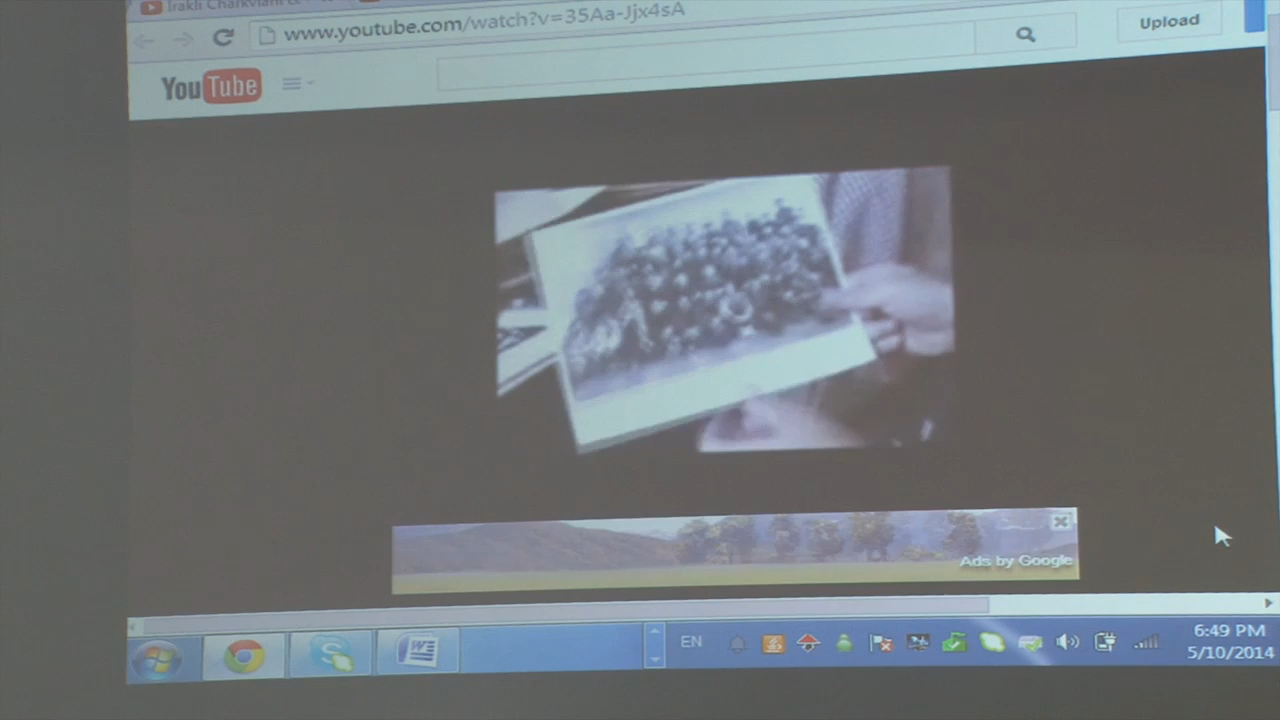 Irakli Charkviani
www.youtube.com/watch?v=35Aa-Jjx4sA
Upload
YouTube
Ads by Google
EN
6:49 PM
5/10/2014